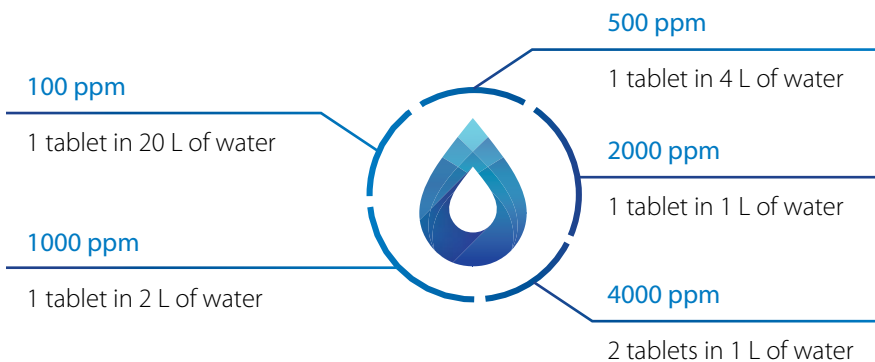 100 ppm
1 tablet in 20 L of water
1000 ppm
1 tablet in 2 L of water
500 ppm
1 tablet in 4 L of water
2000 ppm
1 tablet in 1 L of water
4000 ppm
2 tablets in 1 L of water